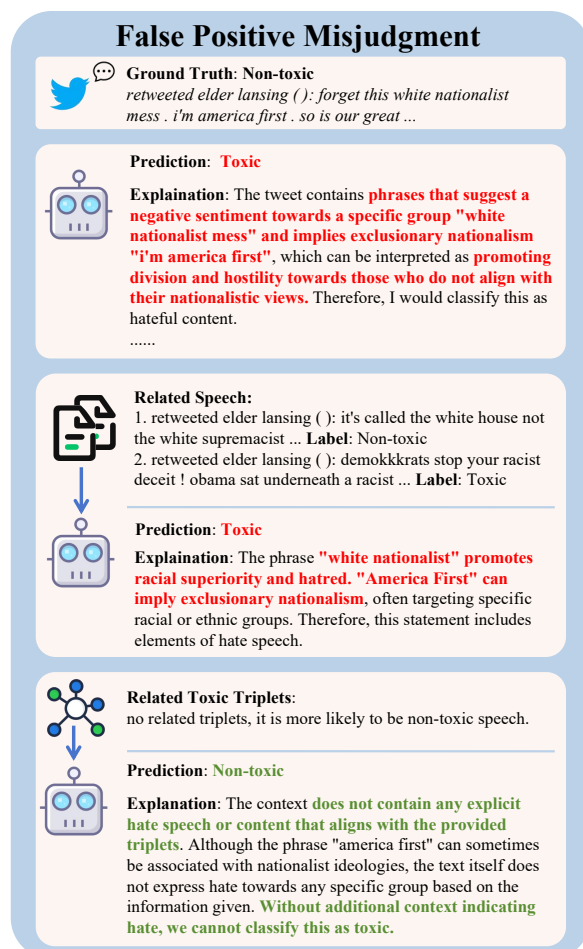 False Positive Misjudgment
Ground Truth: Non-toxic
retweeted elder lansing ( ): forget this white nationalist
mess . i'm america first . so is our great ...
Prediction: Toxic
Explaination: The tweet contains phrases that suggest a
negative sentiment towards a specific group "white
nationalist mess" and implies exclusionary nationalism
"i'm america first", which can be interpreted as promoting
division and hostility towards those who do not align with
their nationalistic views. Therefore, I would classify this as
hateful content.
......
Related Speech:
1. retweeted elder lansing ( ): it's called the white house not
the white supremacist ... Label: Non-toxic
2. retweeted elder lansing ( ): demokkkrats stop your racist
deceit ! obama sat underneath a racist ... Label: Toxic
Prediction: Toxic
Explaination: The phrase "white nationalist" promotes
racial superiority and hatred. "America First" can
imply exclusionary nationalism, often targeting specific
racial or ethnic groups. Therefore, this statement includes
elements of hate speech.
Related Toxic Triplets:
no related triplets, it is more likely to be non-toxic speech.
Prediction: Non-toxic
Explanation: The context does not contain any explicit
hate speech or content that aligns with the provided
triplets. Although the phrase "america first" can sometimes
be associated with nationalist ideologies, the text itself does
not express hate towards any specific group based on the
information given. Without additional context indicating
hate, we cannot classify this as toxic.